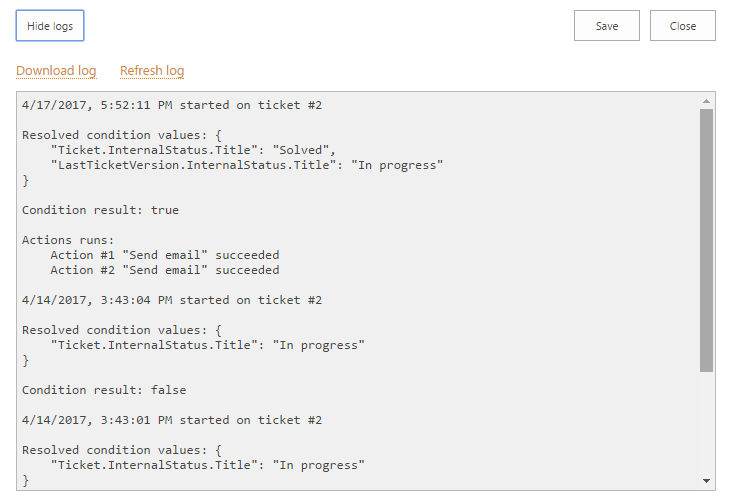 Hide logs
Save
Close
Download log
Refresh log
4/17/2017, 5:52:11 PM started on ticket #2
Resolved condition values: {
"Ticket.InternalStatus.Title": "Solved",
"LastTicketVersion.InternalStatus.Title": "In progress"
}
Condition result: true
Actions runs:
Action #1 "Send email" succeeded
Action #2 "Send email" succeeded
4/14/2017, 3:43:04 PM started on ticket #2
Resolved condition values: {
"Ticket.InternalStatus.Title": "In progress"
}
Condition result: false
4/14/2017, 3:43:01 PM started on ticket #2
Resolved condition values: {
"Ticket.InternalStatus.Title": "In progress"
}